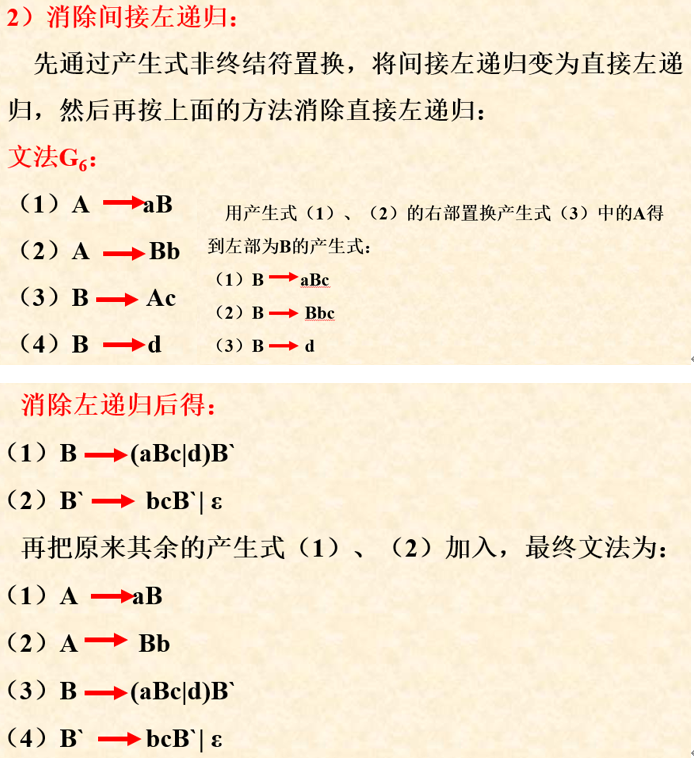 2）消除间接左递归：
先通过产生式非终结符置换，将间接左递归变为直接左递
归，然后再按上面的方法消除直接左递归：
文法G6：
（1）A → aB
（2）A → Bb
（3）B → Ac
（4）B → d
用产生式（1）、（2）的右部置换产生式（3）中的A得
到左部为B的产生式：
（1）B → aBc
（2）B → Bbc
（3）B → d
消除左递归后得：
（1）B → (aBc|d)B`
（2）B` → bcB`| ε
再把原来其余的产生式（1）、（2）加入，最终文法为：
（1）A → aB
（2）A → Bb
（3）B → (aBc|d)B`
（4）B` → bcB`| ε